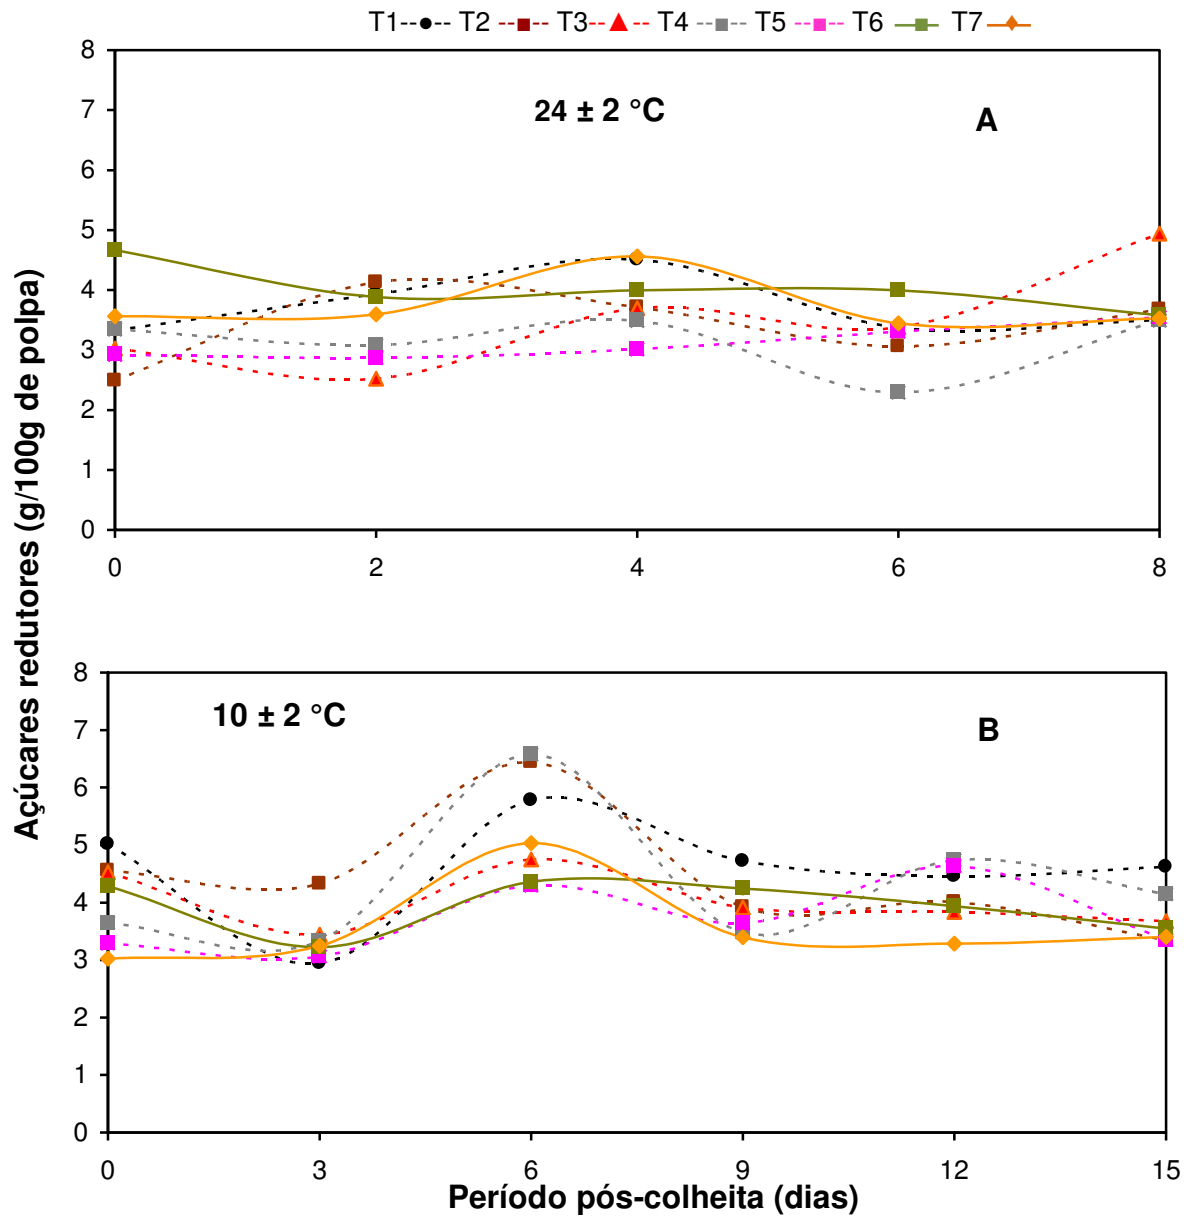 T1 T2 T3 T4 T5 T6 T7
Açúcares redutores (g/100g de polpa)
8
7
6
5
4
3
2
1
0
24 ± 2 °C
A
0 2 4 6 8
8
7
6
5
4
3
2
1
0
10 ± 2 °C
B
0 3 6 9 12 15
Período pós-colheita (dias)